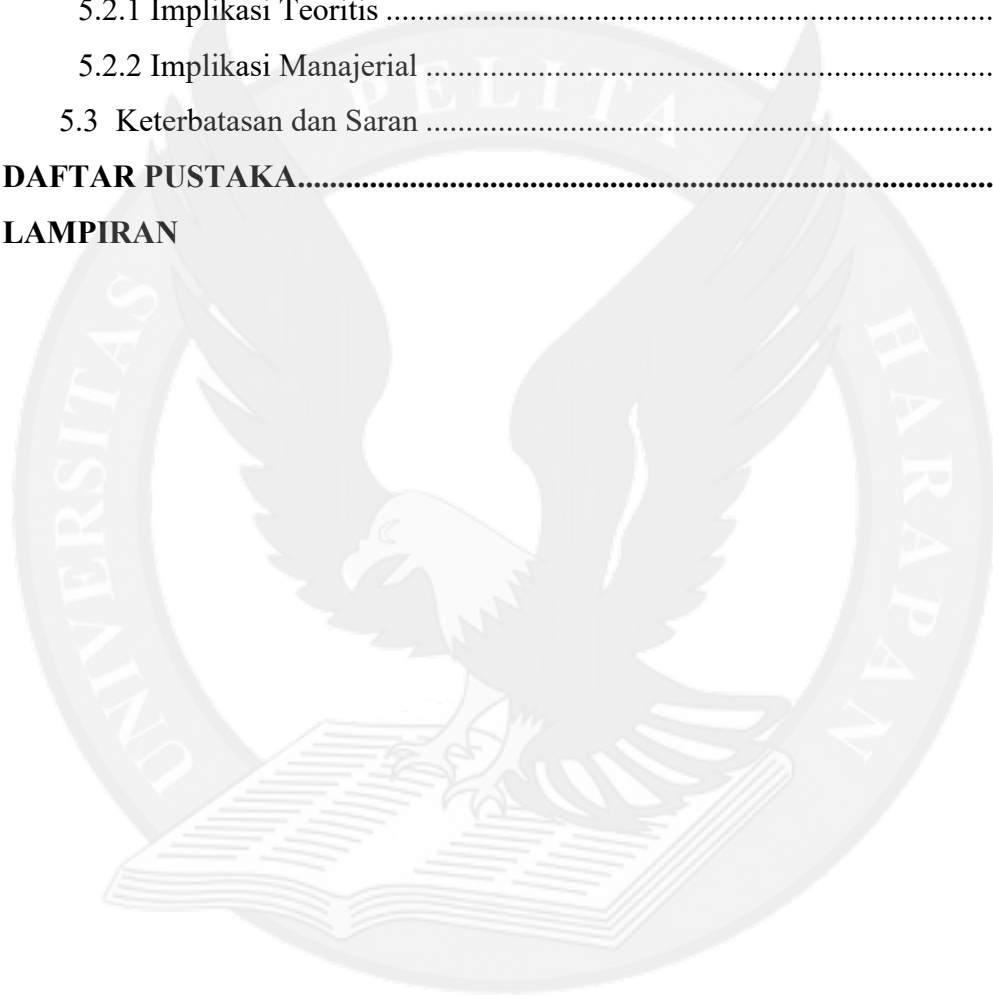 5.2.1 Implikasi Teoritis ............................................................................
5.2.2 Implikasi Manajerial .......................................................................
5.3 Keterbatasan dan Saran .......................................................................
DAFTAR PUSTAKA.......................................................................................
LAMPIRAN
UNIVERSITAS PELITA HARAPAN